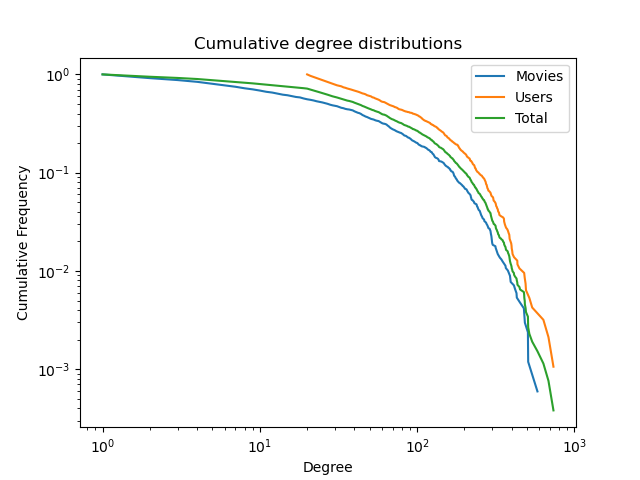 Cumulative degree distributions
Movies
Users
Total
Cumulative Frequency
10⁰
10⁻¹
10⁻²
10⁻³
10⁰
10¹
10²
10³
Degree